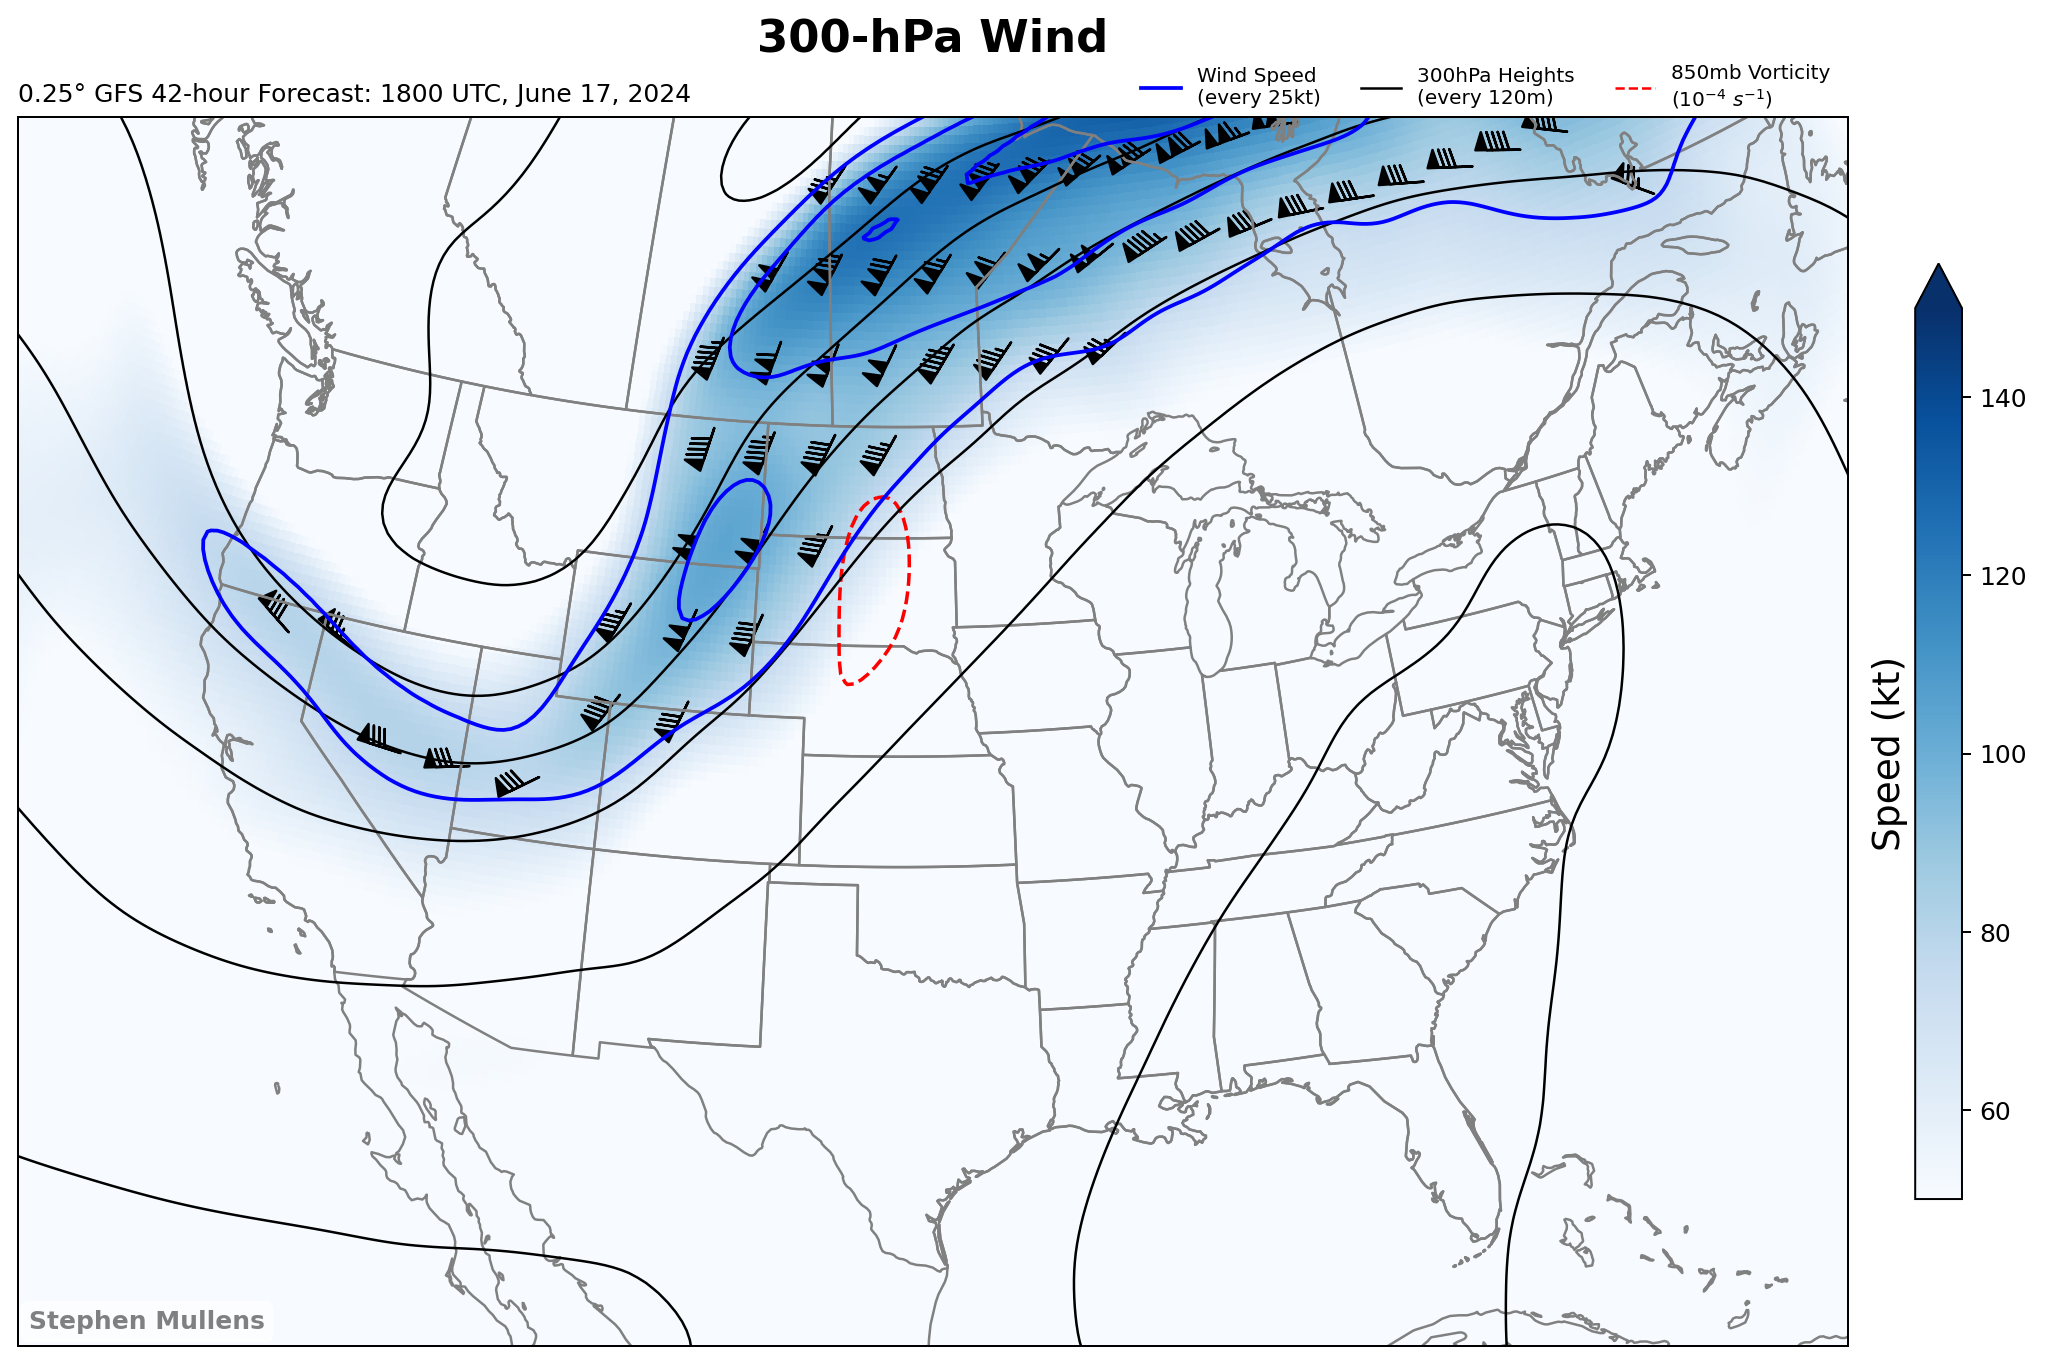 300-hPa Wind
0.25° GFS 42-hour Forecast: 1800 UTC, June 17, 2024
Wind Speed
(every 25kt)
300hPa Heights
(every 120m)
850mb Vorticity
(10⁻⁴ s⁻¹)
140
120
100
80
60
Speed (kt)
Stephen Mullens